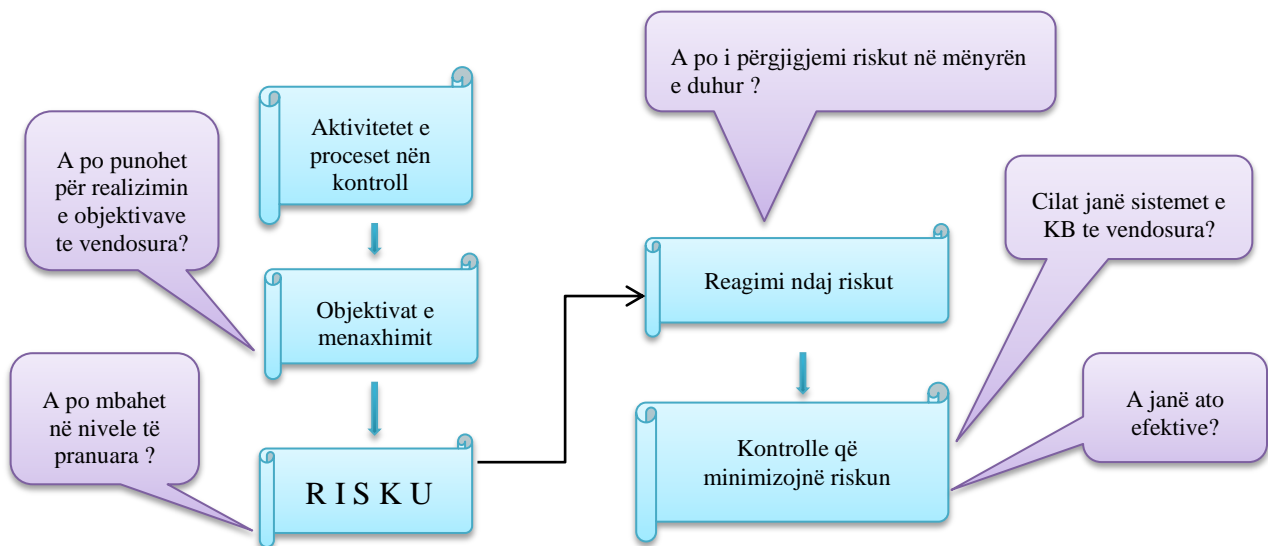 A po i përgjigjemi riskut në mënyrën
e duhur ?
Aktivitetet e
proceset nën
kontroll
A po punohet
për realizimin
e objektivave
te vendosura?
Cilat janë sistemet e
KB te vendosura?
Reagimi ndaj riskut
Objektivat e
menaxhimit
A po mbahet
në nivele të
pranuara ?
A janë ato
efektive?
Kontrolle që
minimizojnë riskun
R I S K U